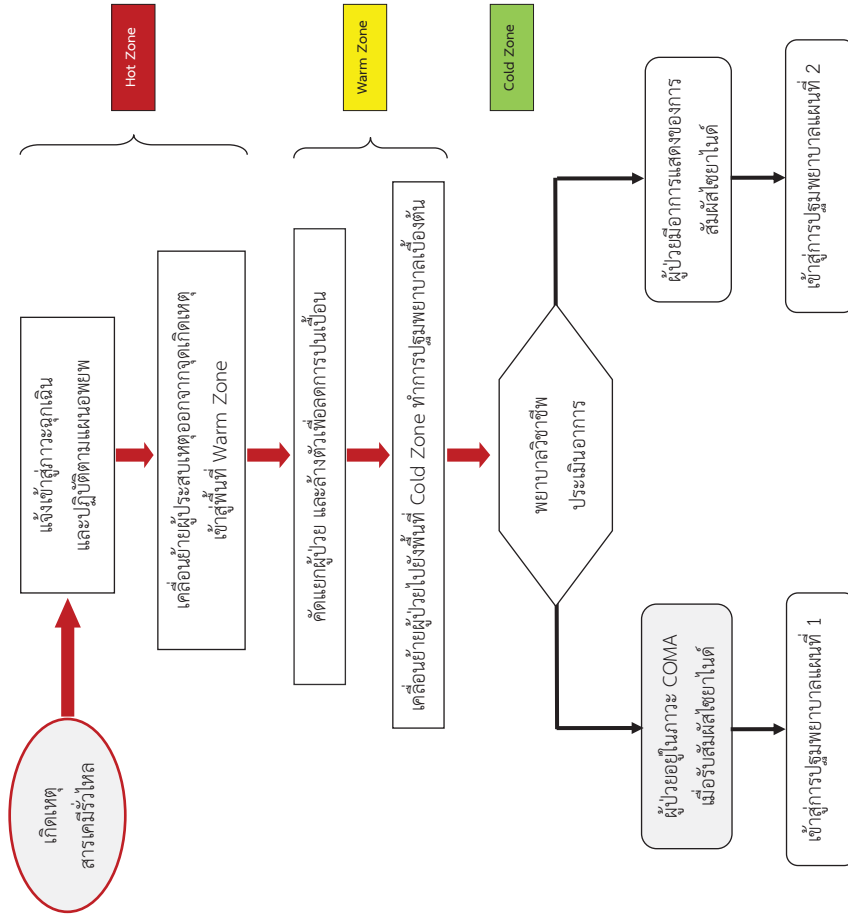 เกิดเหตุ
สารเคมีรั่วไหล
แจ้งเข้าสู่ภาวะฉุกเฉิน
และปฏิบัติตามแผนอพยพ
Hot Zone
เคลื่อนย้ายผู้ประสบเหตุออกจากจุดเกิดเหตุ
เข้าสู่พื้นที่ Warm Zone
คัดแยกผู้ป่วย และล้างตัวเพื่อลดการปนเปื้อน
Warm Zone
เคลื่อนย้ายผู้ป่วยไปยังพื้นที่ Cold Zone ทำการปฐมพยาบาลเบื้องต้น
Cold Zone
พยาบาลวิชาชีพ
ประเมินอาการ
ผู้ป่วยอยู่ในภาวะ COMA
เมื่อรับสัมผัสไซยาไนด์
ผู้ป่วยมีอาการแสดงของการ
สัมผัสไซยาไนด์
เข้าสู่การปฐมพยาบาลแผนที่ 1
เข้าสู่การปฐมพยาบาลแผนที่ 2